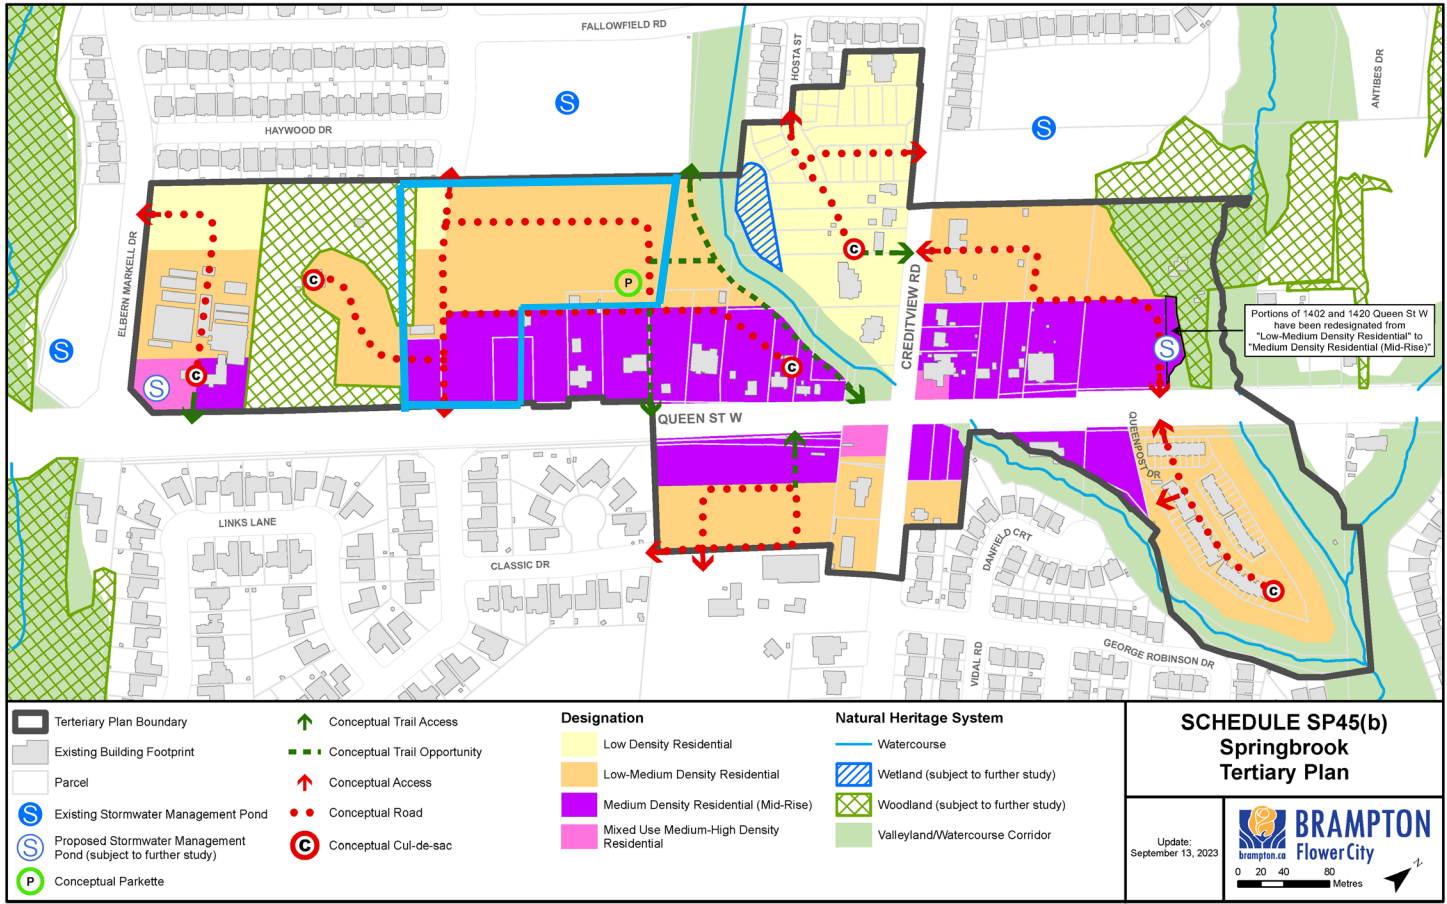 FALLOWFIELD RD
HOSTA ST
ANTIBES DR
S
S
HAYWOOD DR
ELBERN MARKELL DR
C
C
P
CREDITVIEW RD
Portions of 1402 and 1420 Queen St W
have been redesignated from
"Low-Medium Density Residential" to
"Medium Density Residential (Mid-Rise)"
S
S
S
C
C
QUEEN ST W
QUEENPOST DR
LINKS LANE
CLASSIC DR
DANFIELD CRT
C
VIDAL RD
GEORGE ROBINSON DR
Terteriary Plan Boundary
Existing Building Footprint
Parcel
S Existing Stormwater Management Pond
S Proposed Stormwater Management
Pond (subject to further study)
P Conceptual Parkette
Conceptual Trail Access
Conceptual Trail Opportunity
Conceptual Access
Conceptual Road
C Conceptual Cul-de-sac
Designation
Low Density Residential
Low-Medium Density Residential
Medium Density Residential (Mid-Rise)
Mixed Use Medium-High Density
Residential
Natural Heritage System
Watercourse
Wetland (subject to further study)
Woodland (subject to further study)
Valleyland/Watercourse Corridor
SCHEDULE SP45(b)
Springbrook
Tertiary Plan
Update:
September 13, 2023
BRAMPTON
brampton.ca Flower City
0 20 40 80
Metres
N